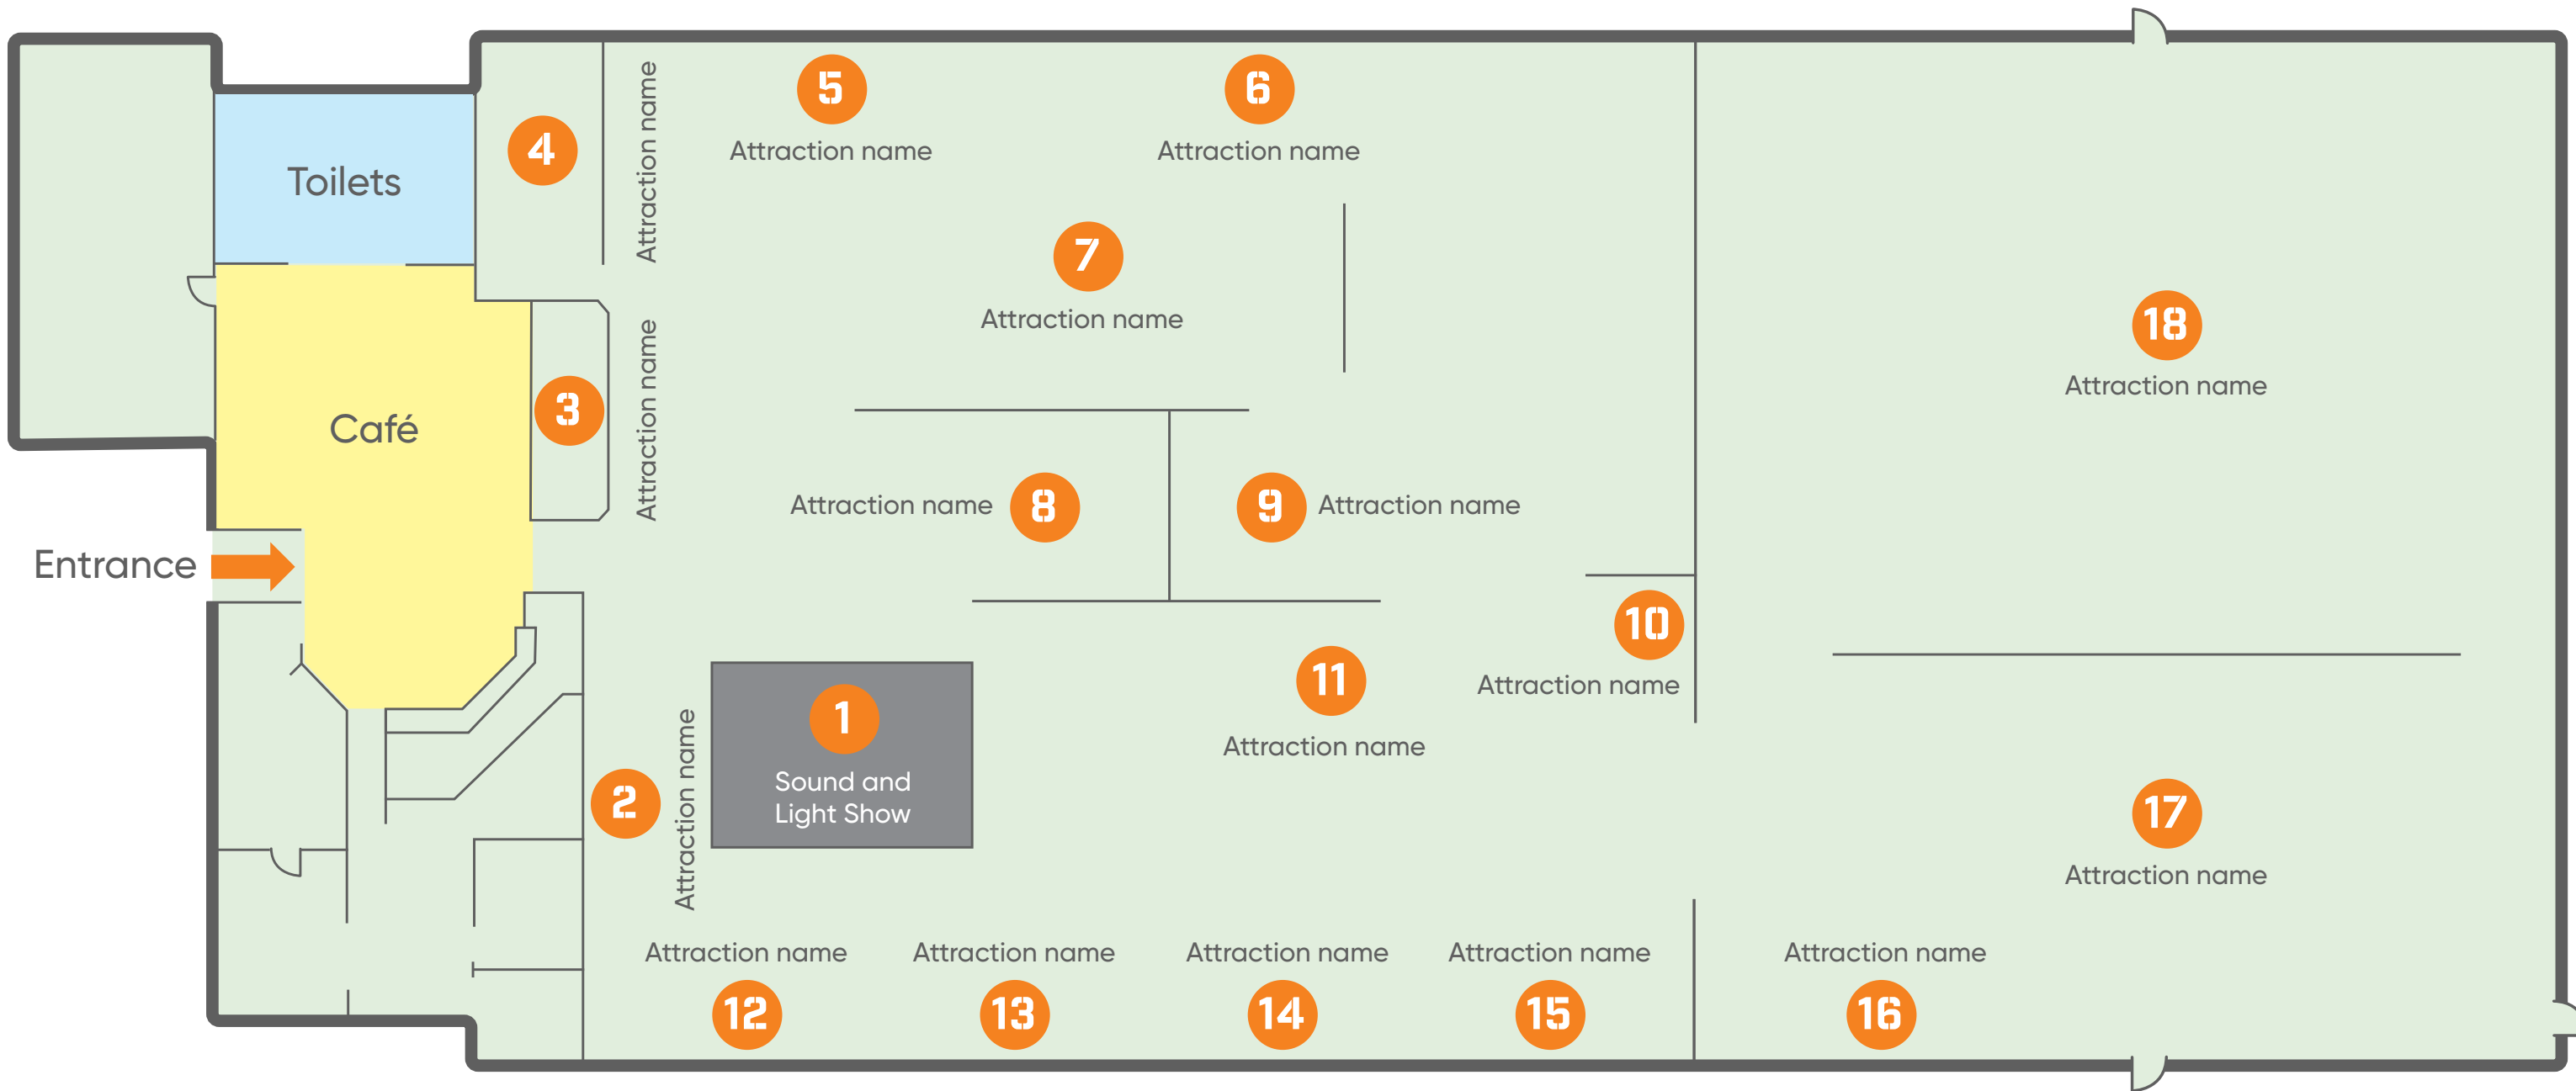 Toilets
Café
Entrance
4
Attraction name
3
Attraction name
5
Attraction name
6
Attraction name
7
Attraction name
Attraction name 8
9 Attraction name
10
Attraction name
11
Attraction name
1
Sound and
Light Show
2
Attraction name
18
Attraction name
17
Attraction name
Attraction name
12
Attraction name
13
Attraction name
14
Attraction name
15
Attraction name
16